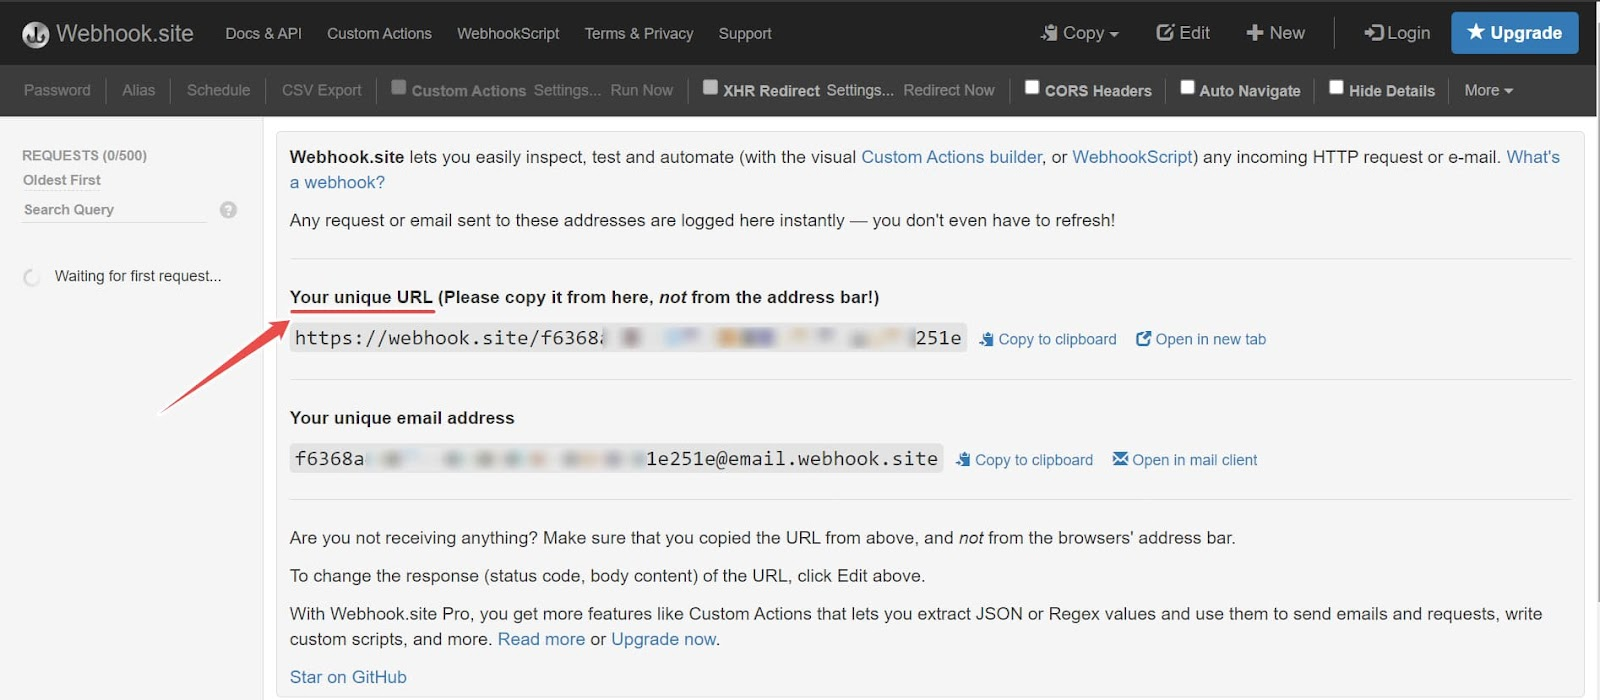 Webhook.site Docs & API Custom Actions WebhookScript Terms & Privacy Support Copy Edit New Login Upgrade
Password Alias Schedule CSV Export Custom Actions Settings... Run Now XHR Redirect Settings... Redirect Now CORS Headers Auto Navigate Hide Details More
REQUESTS (0/500)
Oldest First
Search Query ?
Waiting for first request...
Webhook.site lets you easily inspect, test and automate (with the visual Custom Actions builder, or WebhookScript) any incoming HTTP request or e-mail. What's
a webhook?
Any request or email sent to these addresses are logged here instantly — you don't even have to refresh!
Your unique URL (Please copy it from here, not from the address bar!)
https://webhook.site/f6368 251e Copy to clipboard Open in new tab
Your unique email address
f6368a 1e251e@email.webhook.site Copy to clipboard Open in mail client
Are you not receiving anything? Make sure that you copied the URL from above, and not from the browsers' address bar.
To change the response (status code, body content) of the URL, click Edit above.
With Webhook.site Pro, you get more features like Custom Actions that lets you extract JSON or Regex values and use them to send emails and requests, write
custom scripts, and more. Read more or Upgrade now.
Star on GitHub